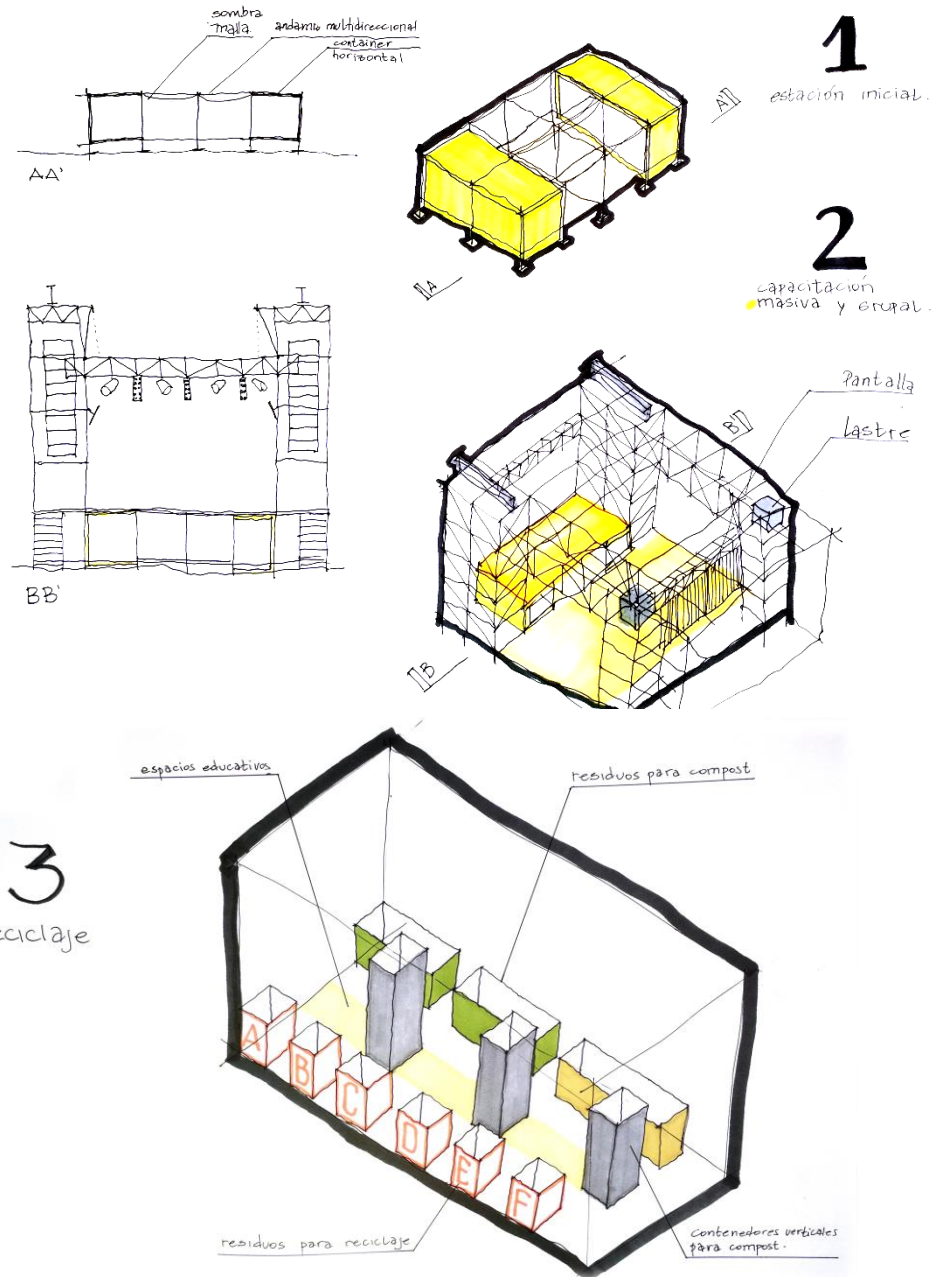 sombra
malla
andamio multidireccional
container
horizontal
AA'
A
A'
1
estación inicial.
2
capacitación
masiva y grupal.
BB'
B
B'
Pantalla
Lastre
3
eciclaje
espacios educativos
residuos para compost
A
B
C
D
E
F
residuos para reciclaje
contenedores verticales
para compost.